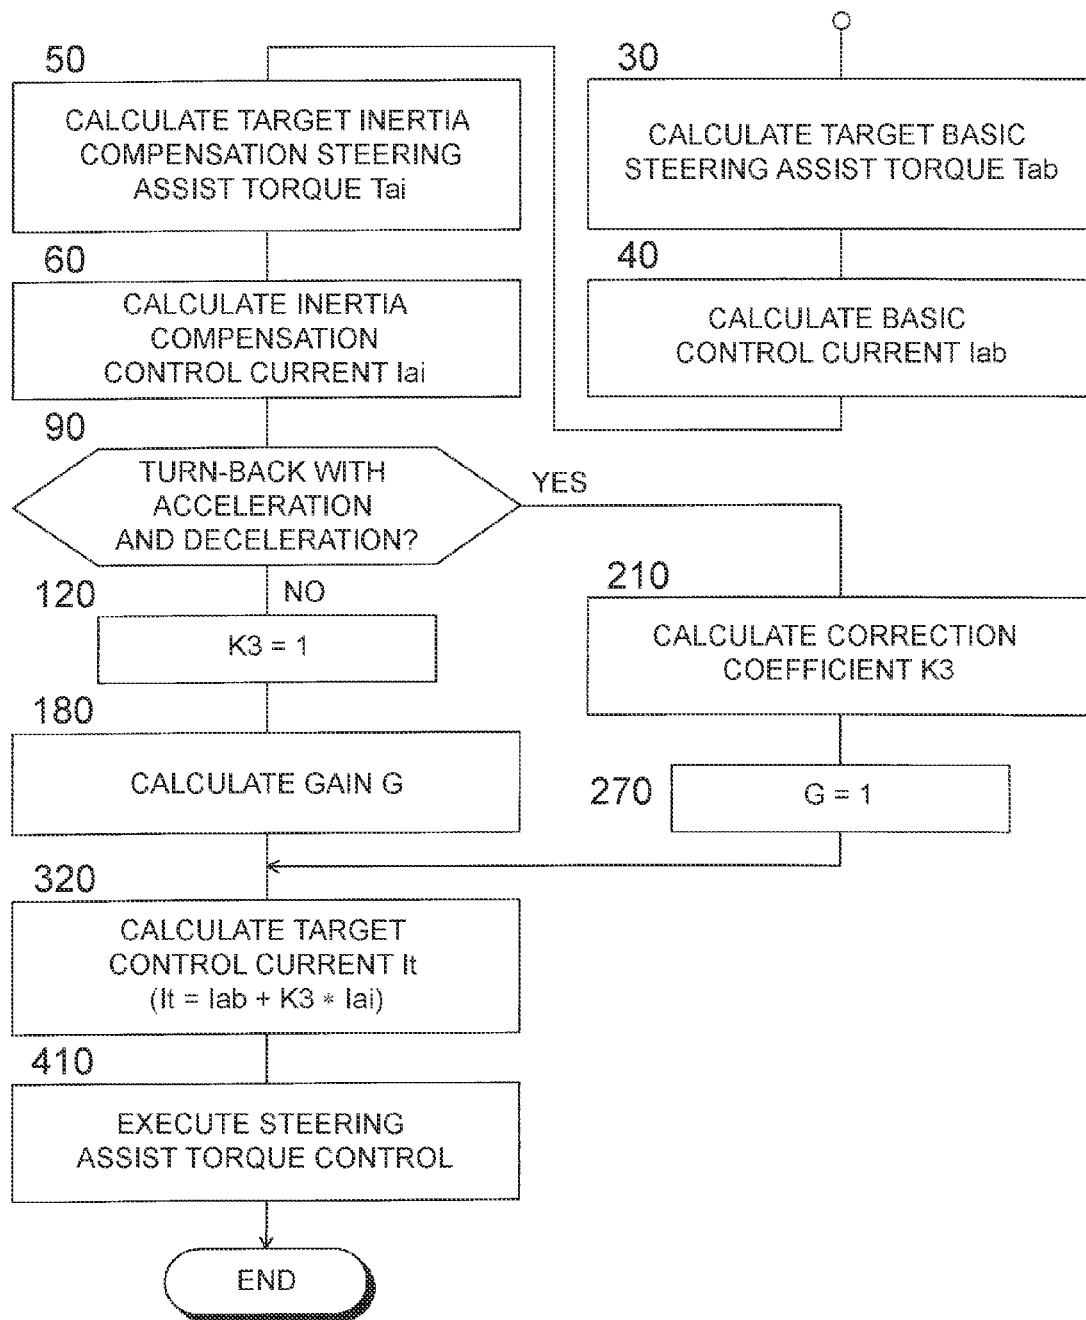 30
CALCULATE TARGET BASIC
STEERING ASSIST TORQUE Tab
40
CALCULATE BASIC
CONTROL CURRENT Iab
50
CALCULATE TARGET INERTIA
COMPENSATION STEERING
ASSIST TORQUE Tai
60
CALCULATE INERTIA
COMPENSATION
CONTROL CURRENT Iai
90
TURN-BACK WITH
ACCELERATION
AND DECELERATION?
YES
NO
120
K3 = 1
180
CALCULATE GAIN G
210
CALCULATE CORRECTION
COEFFICIENT K3
270
G = 1
320
CALCULATE TARGET
CONTROL CURRENT It
(It = Iab + K3 * Iai)
410
EXECUTE STEERING
ASSIST TORQUE CONTROL
END